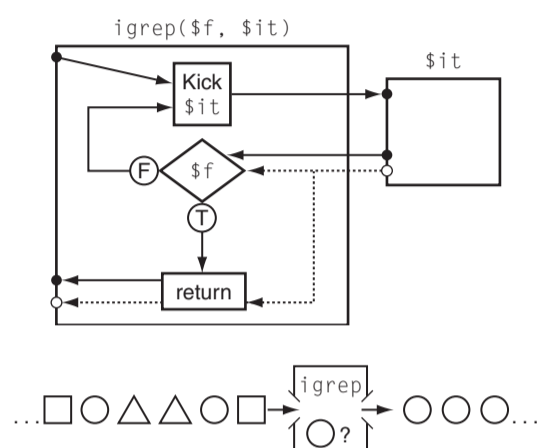 igrep($f, $it)
$it
Kick
$it
F
$f
T
return
...
igrep
?
...